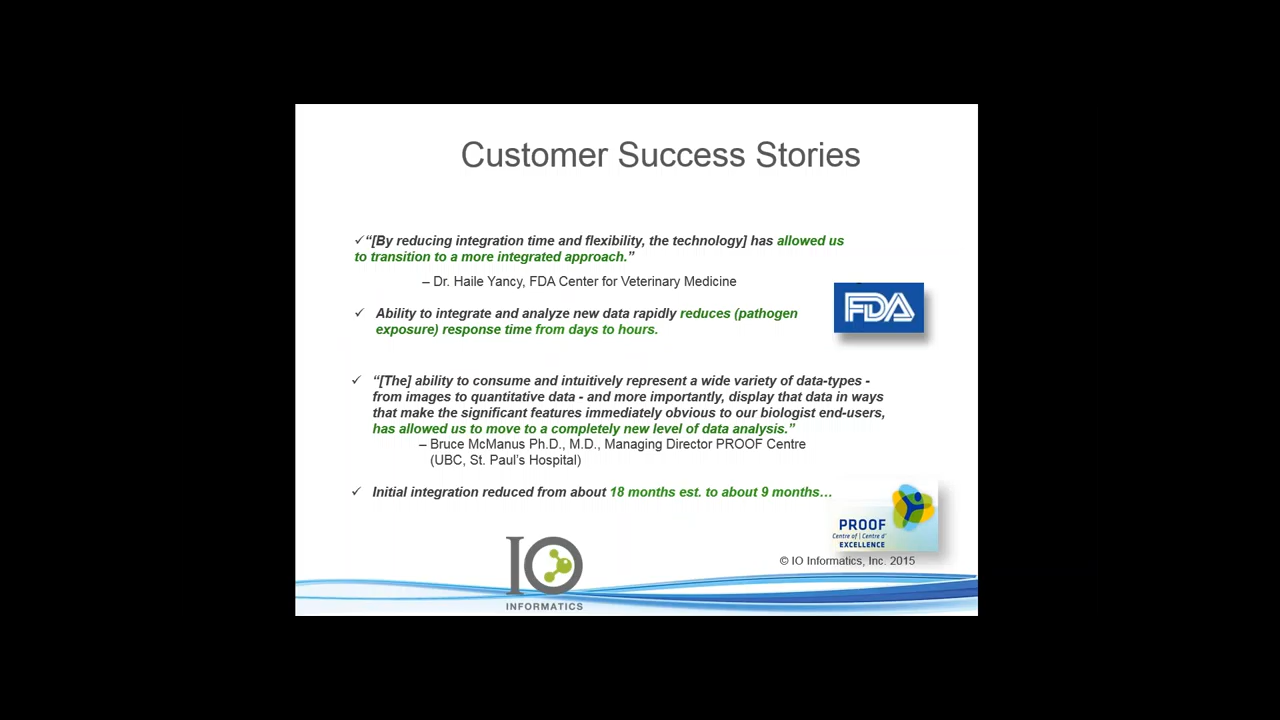 Customer Success Stories
✓“[By reducing integration time and flexibility, the technology] has allowed us
to transition to a more integrated approach.”
– Dr. Haile Yancy, FDA Center for Veterinary Medicine
FDA
✓ Ability to integrate and analyze new data rapidly reduces (pathogen
exposure) response time from days to hours.
✓ “[The] ability to consume and intuitively represent a wide variety of data-types -
from images to quantitative data - and more importantly, display that data in ways
that make the significant features immediately obvious to our biologist end-users,
has allowed us to move to a completely new level of data analysis.”
– Bruce McManus Ph.D., M.D., Managing Director PROOF Centre
(UBC, St. Paul’s Hospital)
✓ Initial integration reduced from about 18 months est. to about 9 months…
PROOF
Centre of | Centre d'
EXCELLENCE
© IO Informatics, Inc. 2015
IO
INFORMATICS